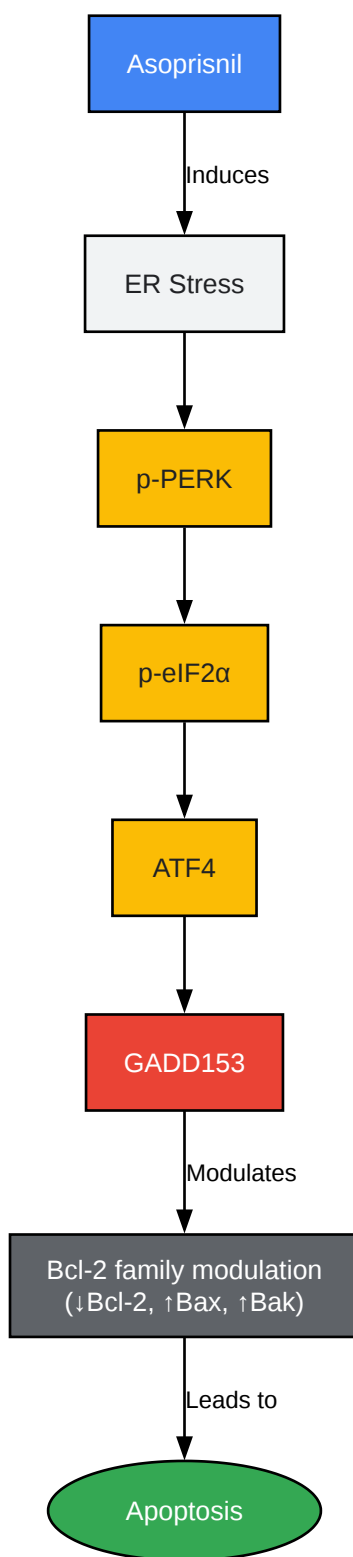 Asoprisnil
Induces
ER Stress
p-PERK
p-eIF2α
ATF4
GADD153
Modulates
Bcl-2 family modulation
(↓Bcl-2, ↑Bax, ↑Bak)
Leads to
Apoptosis